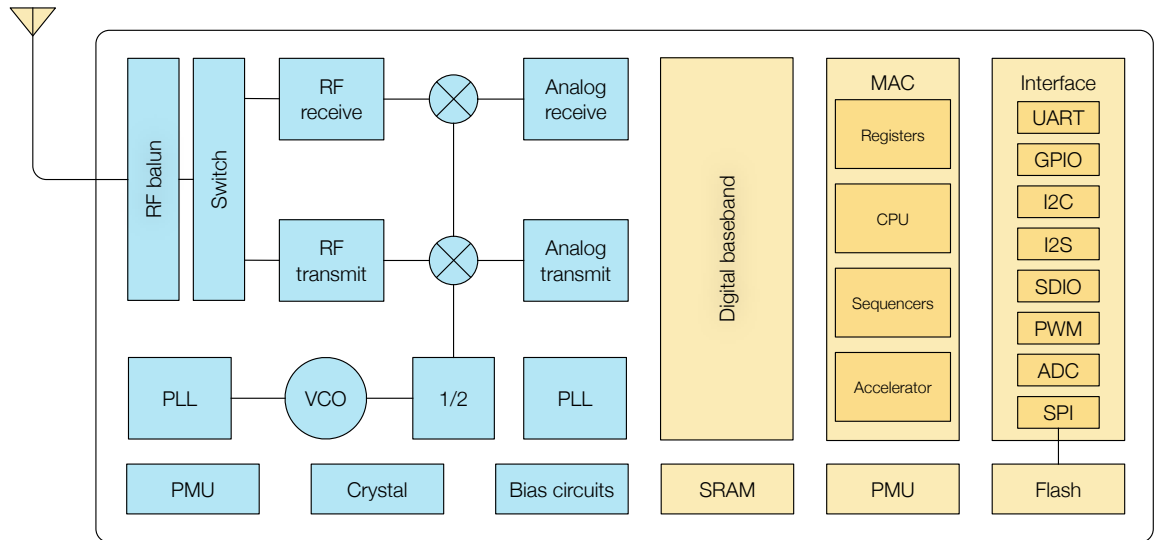 RF balun
Switch
RF
receive
Analog
receive
RF
transmit
Analog
transmit
PLL
VCO
1/2
PLL
PMU
Crystal
Bias circuits
Digital baseband
SRAM
MAC
Registers
CPU
Sequencers
Accelerator
PMU
Interface
UART
GPIO
I2C
I2S
SDIO
PWM
ADC
SPI
Flash